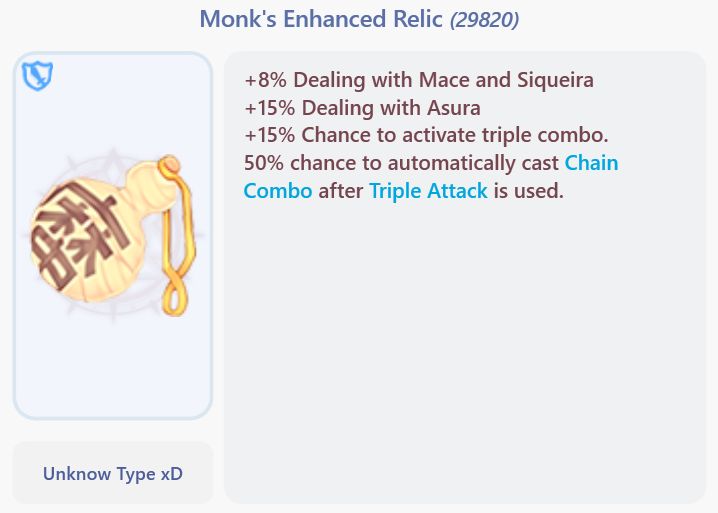 Monk's Enhanced Relic (29820)
+8% Dealing with Mace and Siqueira
+15% Dealing with Asura
+15% Chance to activate triple combo.
50% chance to automatically cast Chain
Combo after Triple Attack is used.
Unknow Type xD